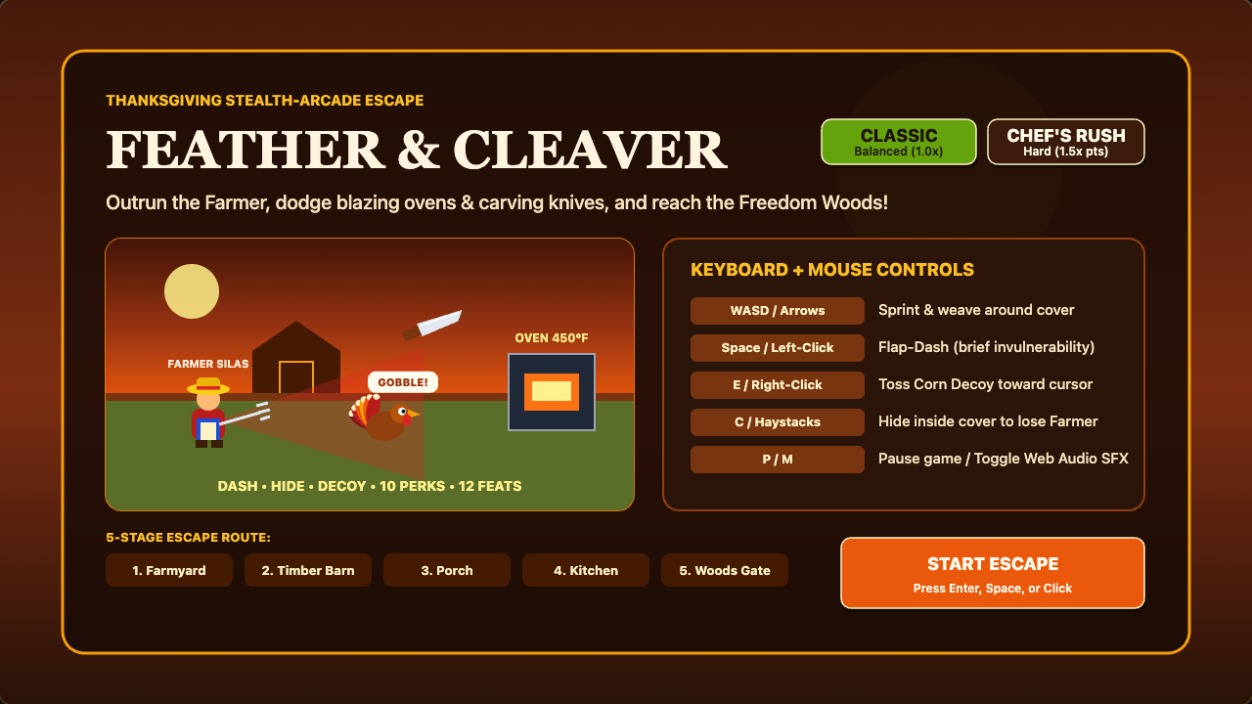 THANKSGIVING STEALTH-ARCADE ESCAPE
FEATHER & CLEAVER
Outrun the Farmer, dodge blazing ovens & carving knives, and reach the Freedom Woods!
CLASSIC
Balanced (1.0x)
CHEF'S RUSH
Hard (1.5x pts)
FARMER SILAS
GOBBLE!
OVEN 450°F
DASH • HIDE • DECOY • 10 PERKS • 12 FEATS
KEYBOARD + MOUSE CONTROLS
WASD / Arrows Sprint & weave around cover
Space / Left-Click Flap-Dash (brief invulnerability)
E / Right-Click Toss Corn Decoy toward cursor
C / Haystacks Hide inside cover to lose Farmer
P / M Pause game / Toggle Web Audio SFX
5-STAGE ESCAPE ROUTE:
1. Farmyard
2. Timber Barn
3. Porch
4. Kitchen
5. Woods Gate
START ESCAPE
Press Enter, Space, or Click